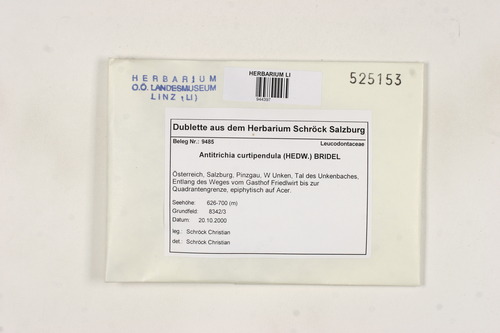 HERBARIUM
O.Ö. LANDESMUSEUM
LINZ (LI)
HERBARIUM LI
944397
525153
Dublette aus dem Herbarium Schröck Salzburg
Beleg Nr.: 9485 Leucodontaceae
Antitrichia curtipendula (HEDW.) BRIDEL
Österreich, Salzburg, Pinzgau, W Unken, Tal des Unkenbaches,
Entlang des Weges vom Gasthof Friedlwirt bis zur
Quadrantengrenze, epiphytisch auf Acer.
Seehöhe: 626-700 (m)
Grundfeld: 8342/3
Datum: 20.10.2000
leg.: Schröck Christian
det.: Schröck Christian